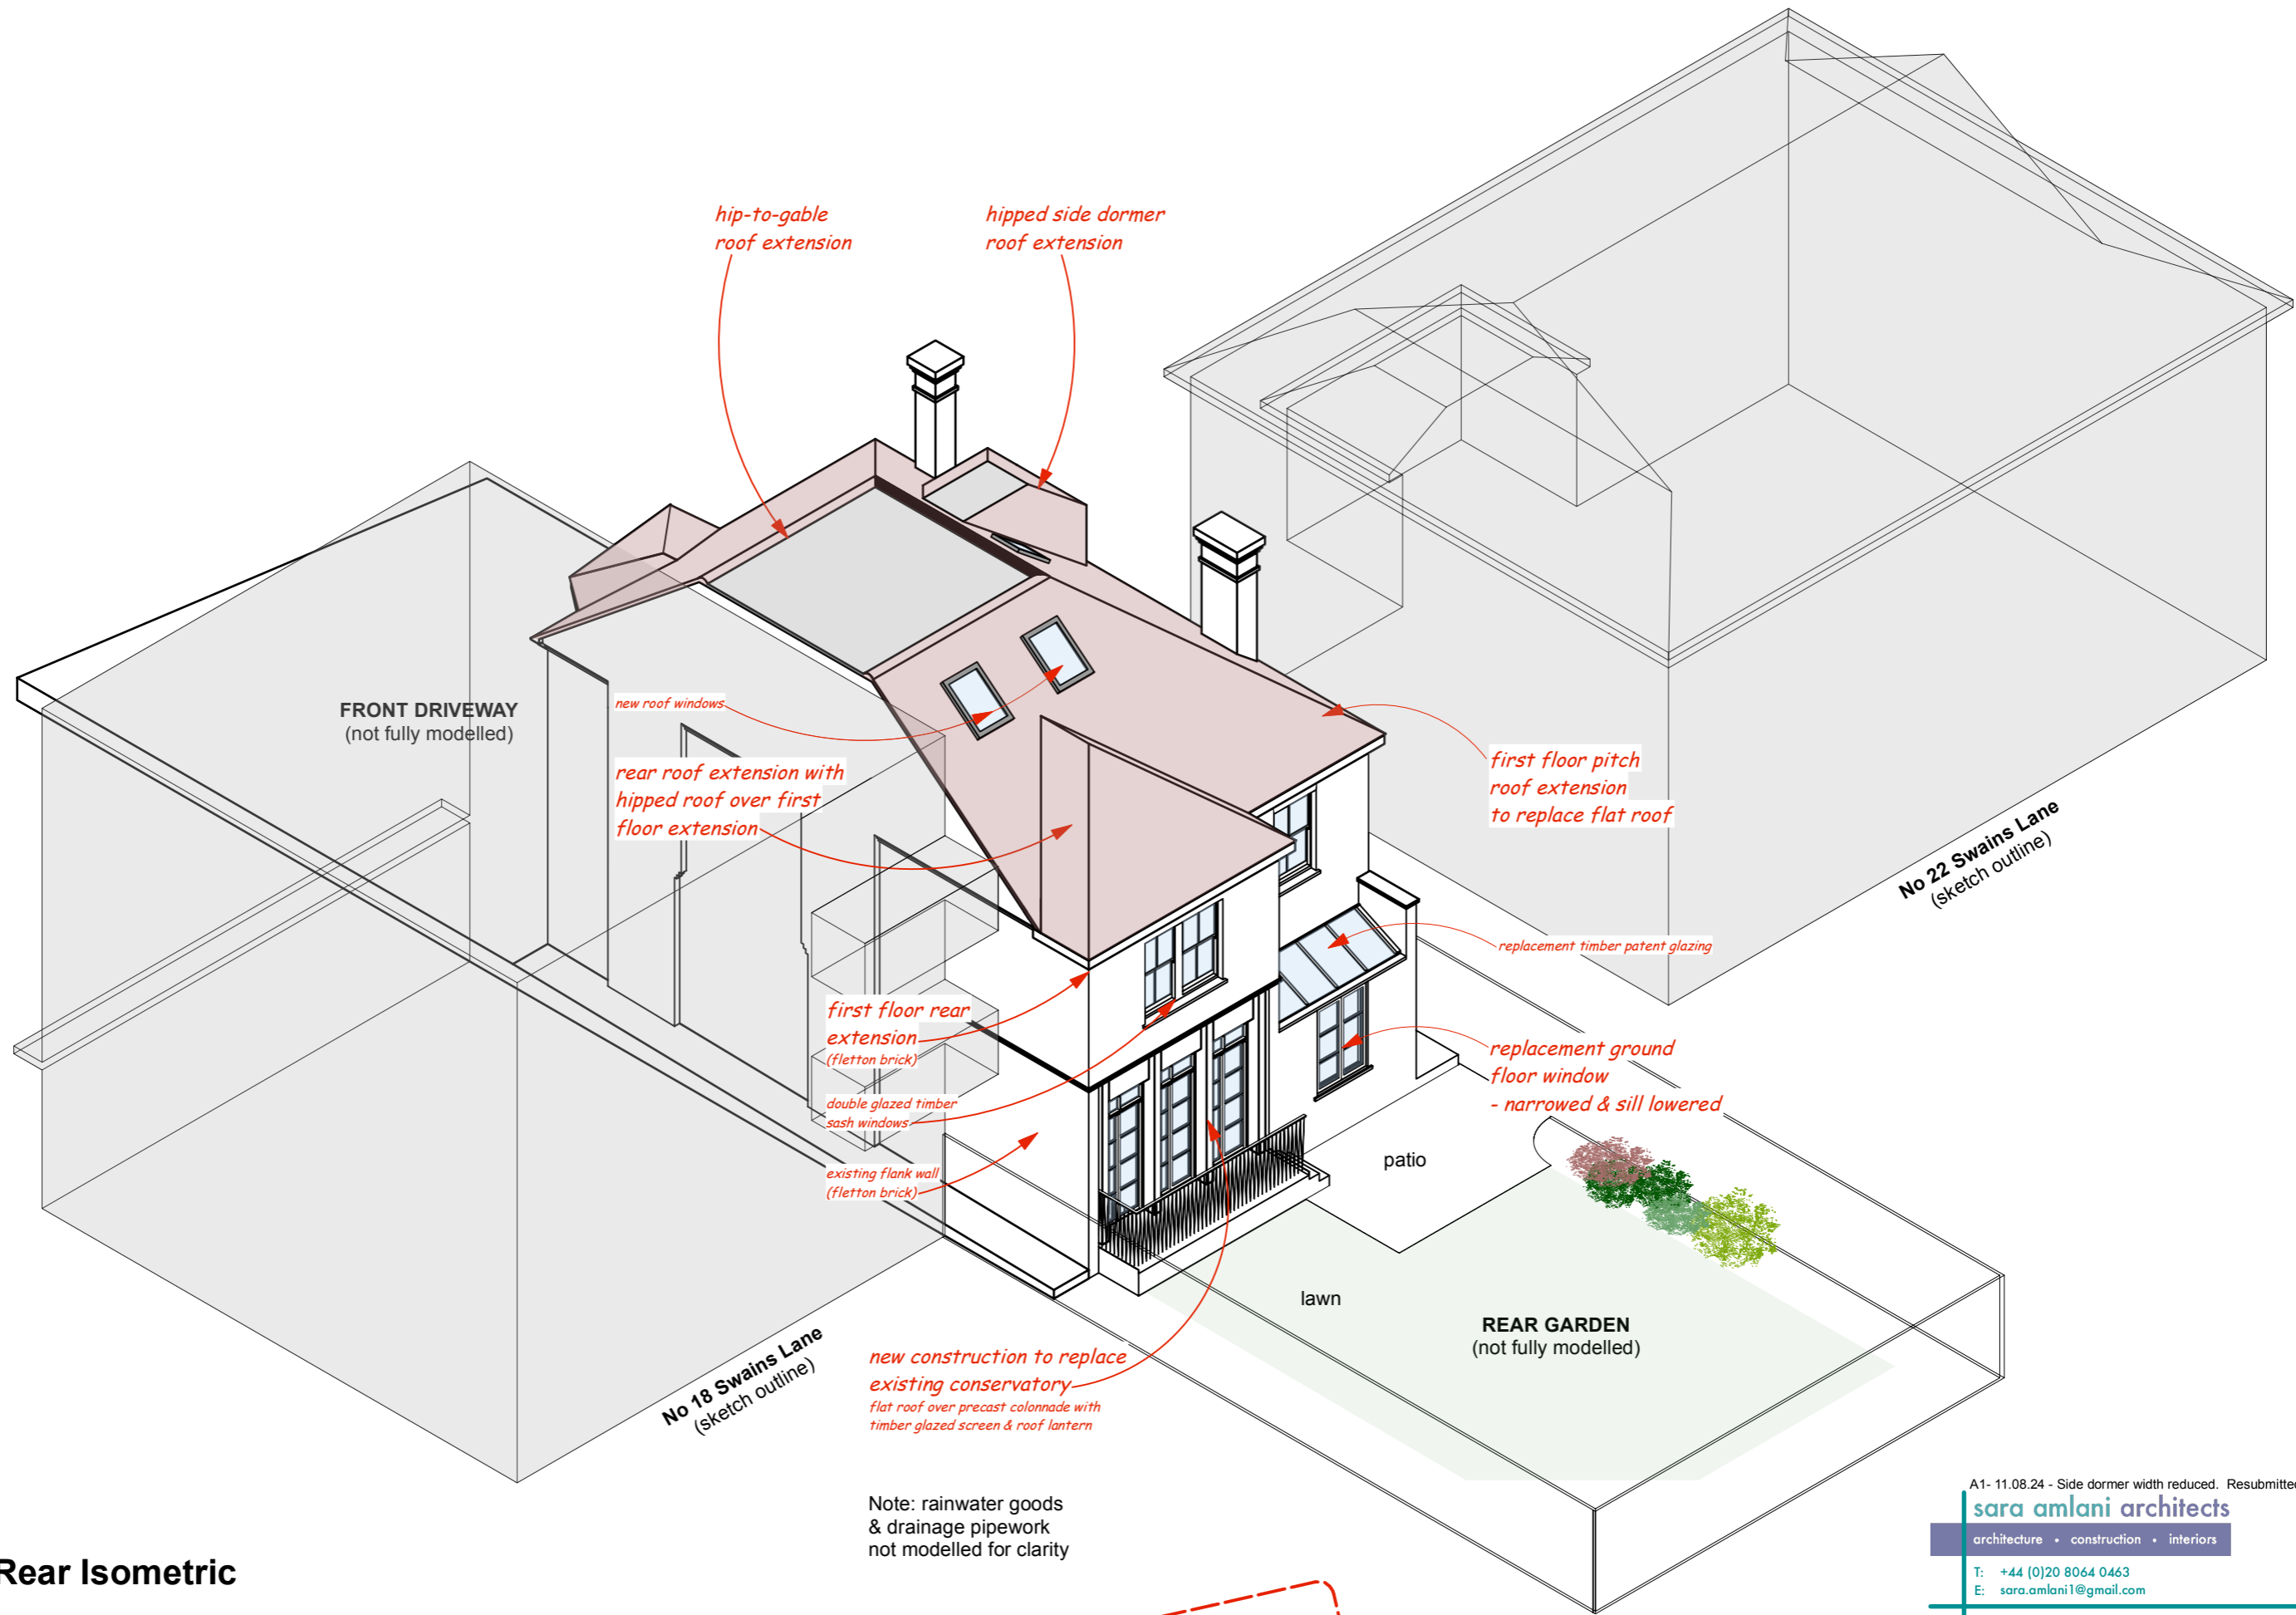 hip-to-gable
roof extension
hipped side dormer
roof extension
FRONT DRIVEWAY
(not fully modelled)
new roof windows
rear roof extension with
hipped roof over first
floor extension
first floor pitch
roof extension
to replace flat roof
No 22 Swains Lane
(sketch outline)
replacement timber patent glazing
first floor rear
extension
(fletton brick)
replacement ground
floor window
- narrowed & sill lowered
double glazed timber
sash windows
existing flank wall
(fletton brick)
patio
lawn
REAR GARDEN
(not fully modelled)
No 18 Swains Lane
(sketch outline)
new construction to replace
existing conservatory
flat roof over precast colonnade with
timber glazed screen & roof lantern
Note: rainwater goods
& drainage pipework
not modelled for clarity
Rear Isometric
A1- 11.08.24 - Side dormer width reduced. Resubmitted
sara amlani architects
architecture • construction • interiors
T: +44 (0)20 8064 0463
E: sara.amlani1@gmail.com